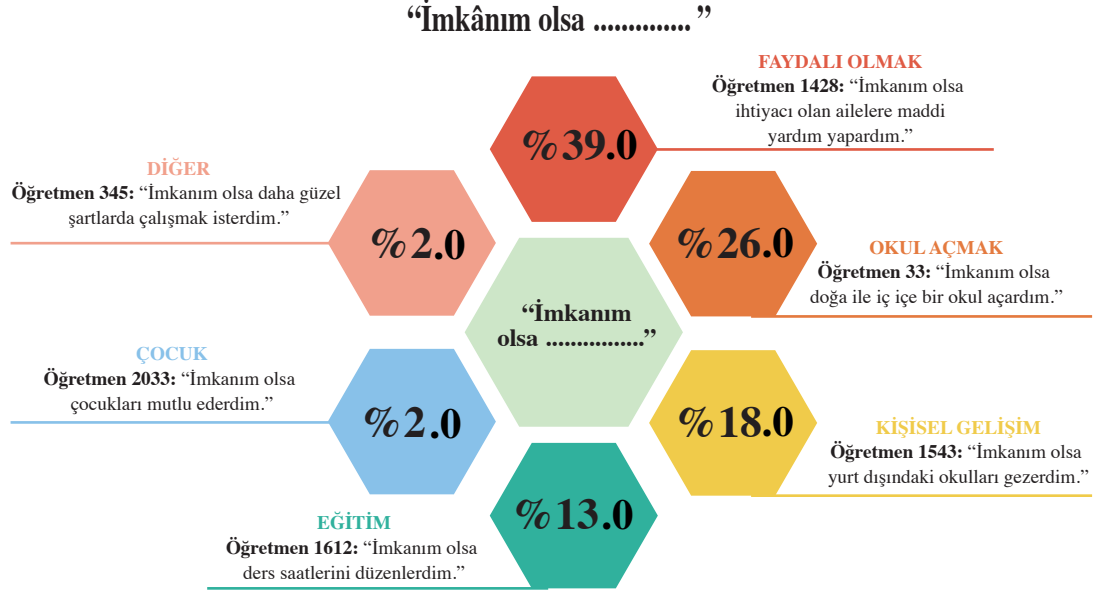 “İmkânım olsa .............. ”
FAYDALI OLMAK
Öğretmen 1428: “İmkanım olsa
ihtiyacı olan ailelere maddi
yardım yapardım.”
%39.0
DİĞER
Öğretmen 345: “İmkanım olsa daha güzel
şartlarda çalışmak isterdim.”
%2.0
%26.0
OKUL AÇMAK
Öğretmen 33: “İmkanım olsa
doğa ile iç içe bir okul açardım.”
“İmkanım
olsa ................”
ÇOCUK
Öğretmen 2033: “İmkanım olsa
çocukları mutlu ederdim.”
%2.0
%18.0
KİŞİSEL GELİŞİM
Öğretmen 1543: “İmkanım olsa
yurt dışındaki okulları gezerdim.”
%13.0
EĞİTİM
Öğretmen 1612: “İmkanım olsa
ders saatlerini düzenlerdim.”